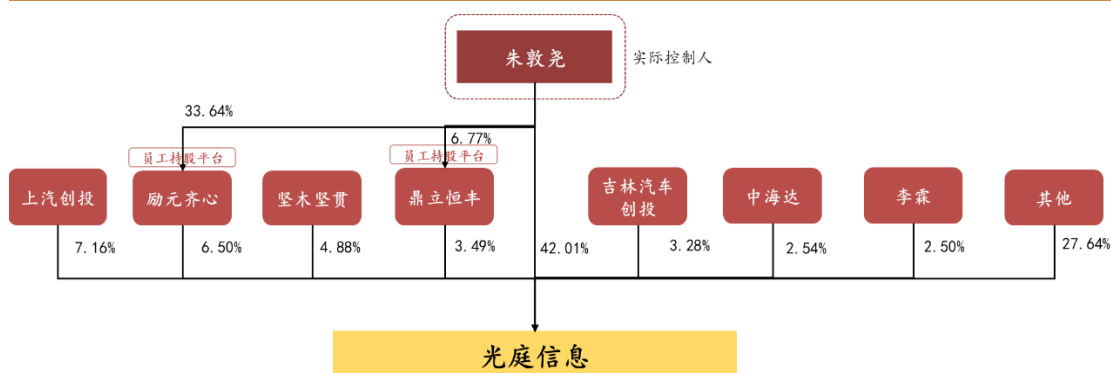 朱敦尧
实际控制人
33.64%
6.77%
员工持股平台
员工持股平台
上汽创投
励元齐心
坚木坚贯
鼎立恒丰
吉林汽车
创投
中海达
李霖
其他
7.16%
6.50%
4.88%
3.49%
42.01%
3.28%
2.54%
2.50%
27.64%
光庭信息